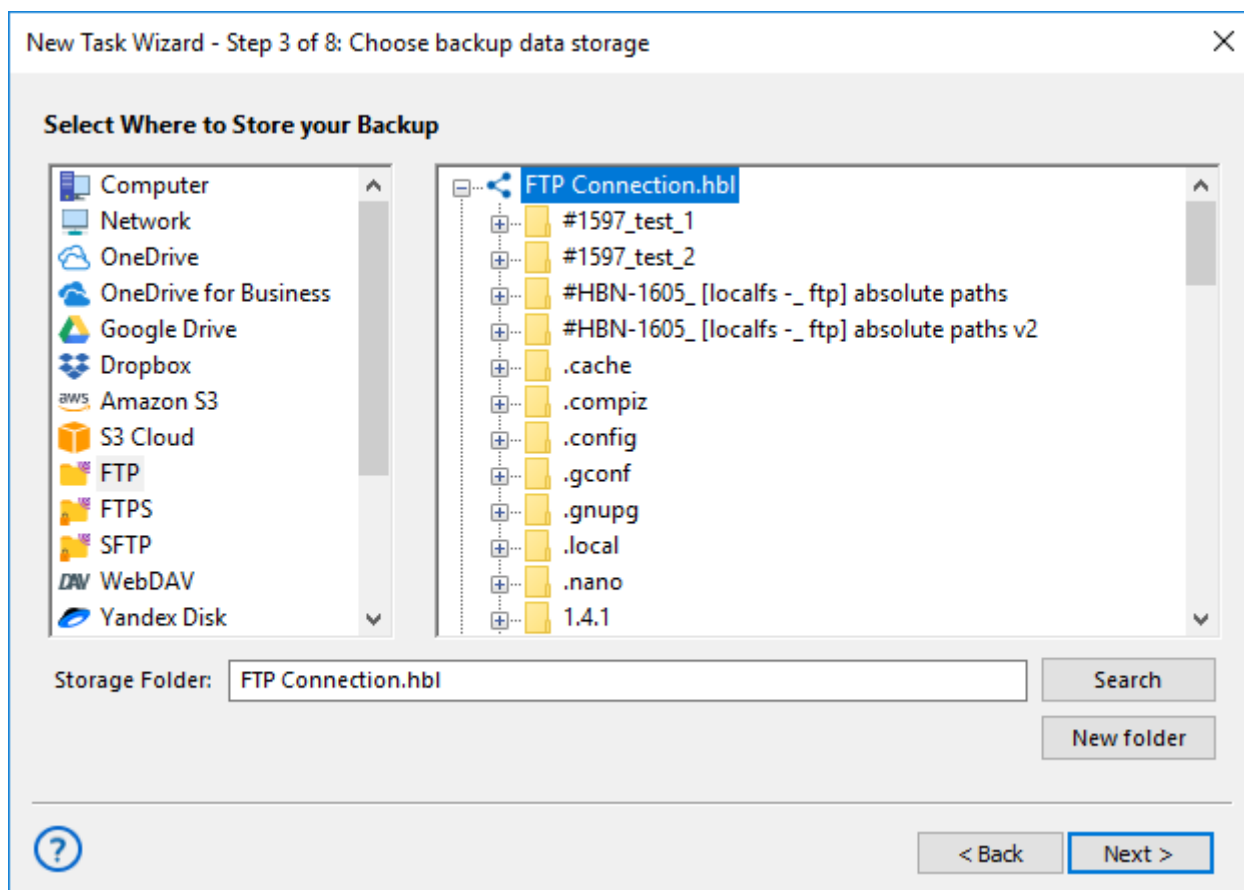 New Task Wizard - Step 3 of 8: Choose backup data storage
Select Where to Store your Backup
Computer
Network
OneDrive
OneDrive for Business
Google Drive
Dropbox
aws Amazon S3
S3 Cloud
FTP
FTPS
SFTP
DAV WebDAV
Yandex Disk
FTP Connection.hbl
#1597_test_1
#1597_test_2
#HBN-1605_ [localfs -_ ftp] absolute paths
#HBN-1605_ [localfs -_ ftp] absolute paths v2
.cache
.compiz
.config
.gconf
.gnupg
.local
.nano
1.4.1
Storage Folder: FTP Connection.hbl Search
New folder
? < Back Next >